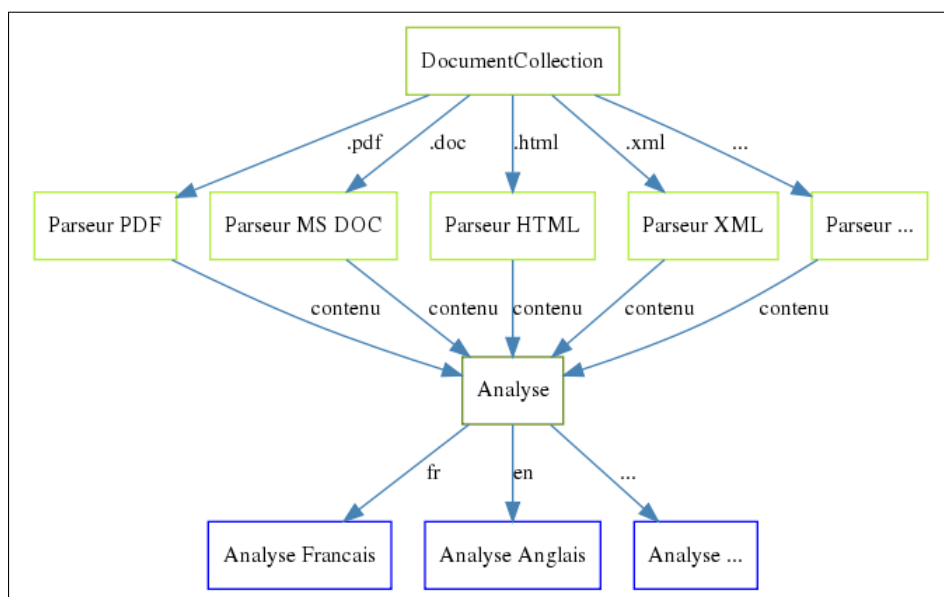 DocumentCollection
.pdf
.doc
.html
.xml
...
Parseur PDF
Parseur MS DOC
Parseur HTML
Parseur XML
Parseur ...
contenu
contenu
contenu
contenu
contenu
Analyse
fr
en
...
Analyse Francais
Analyse Anglais
Analyse ...